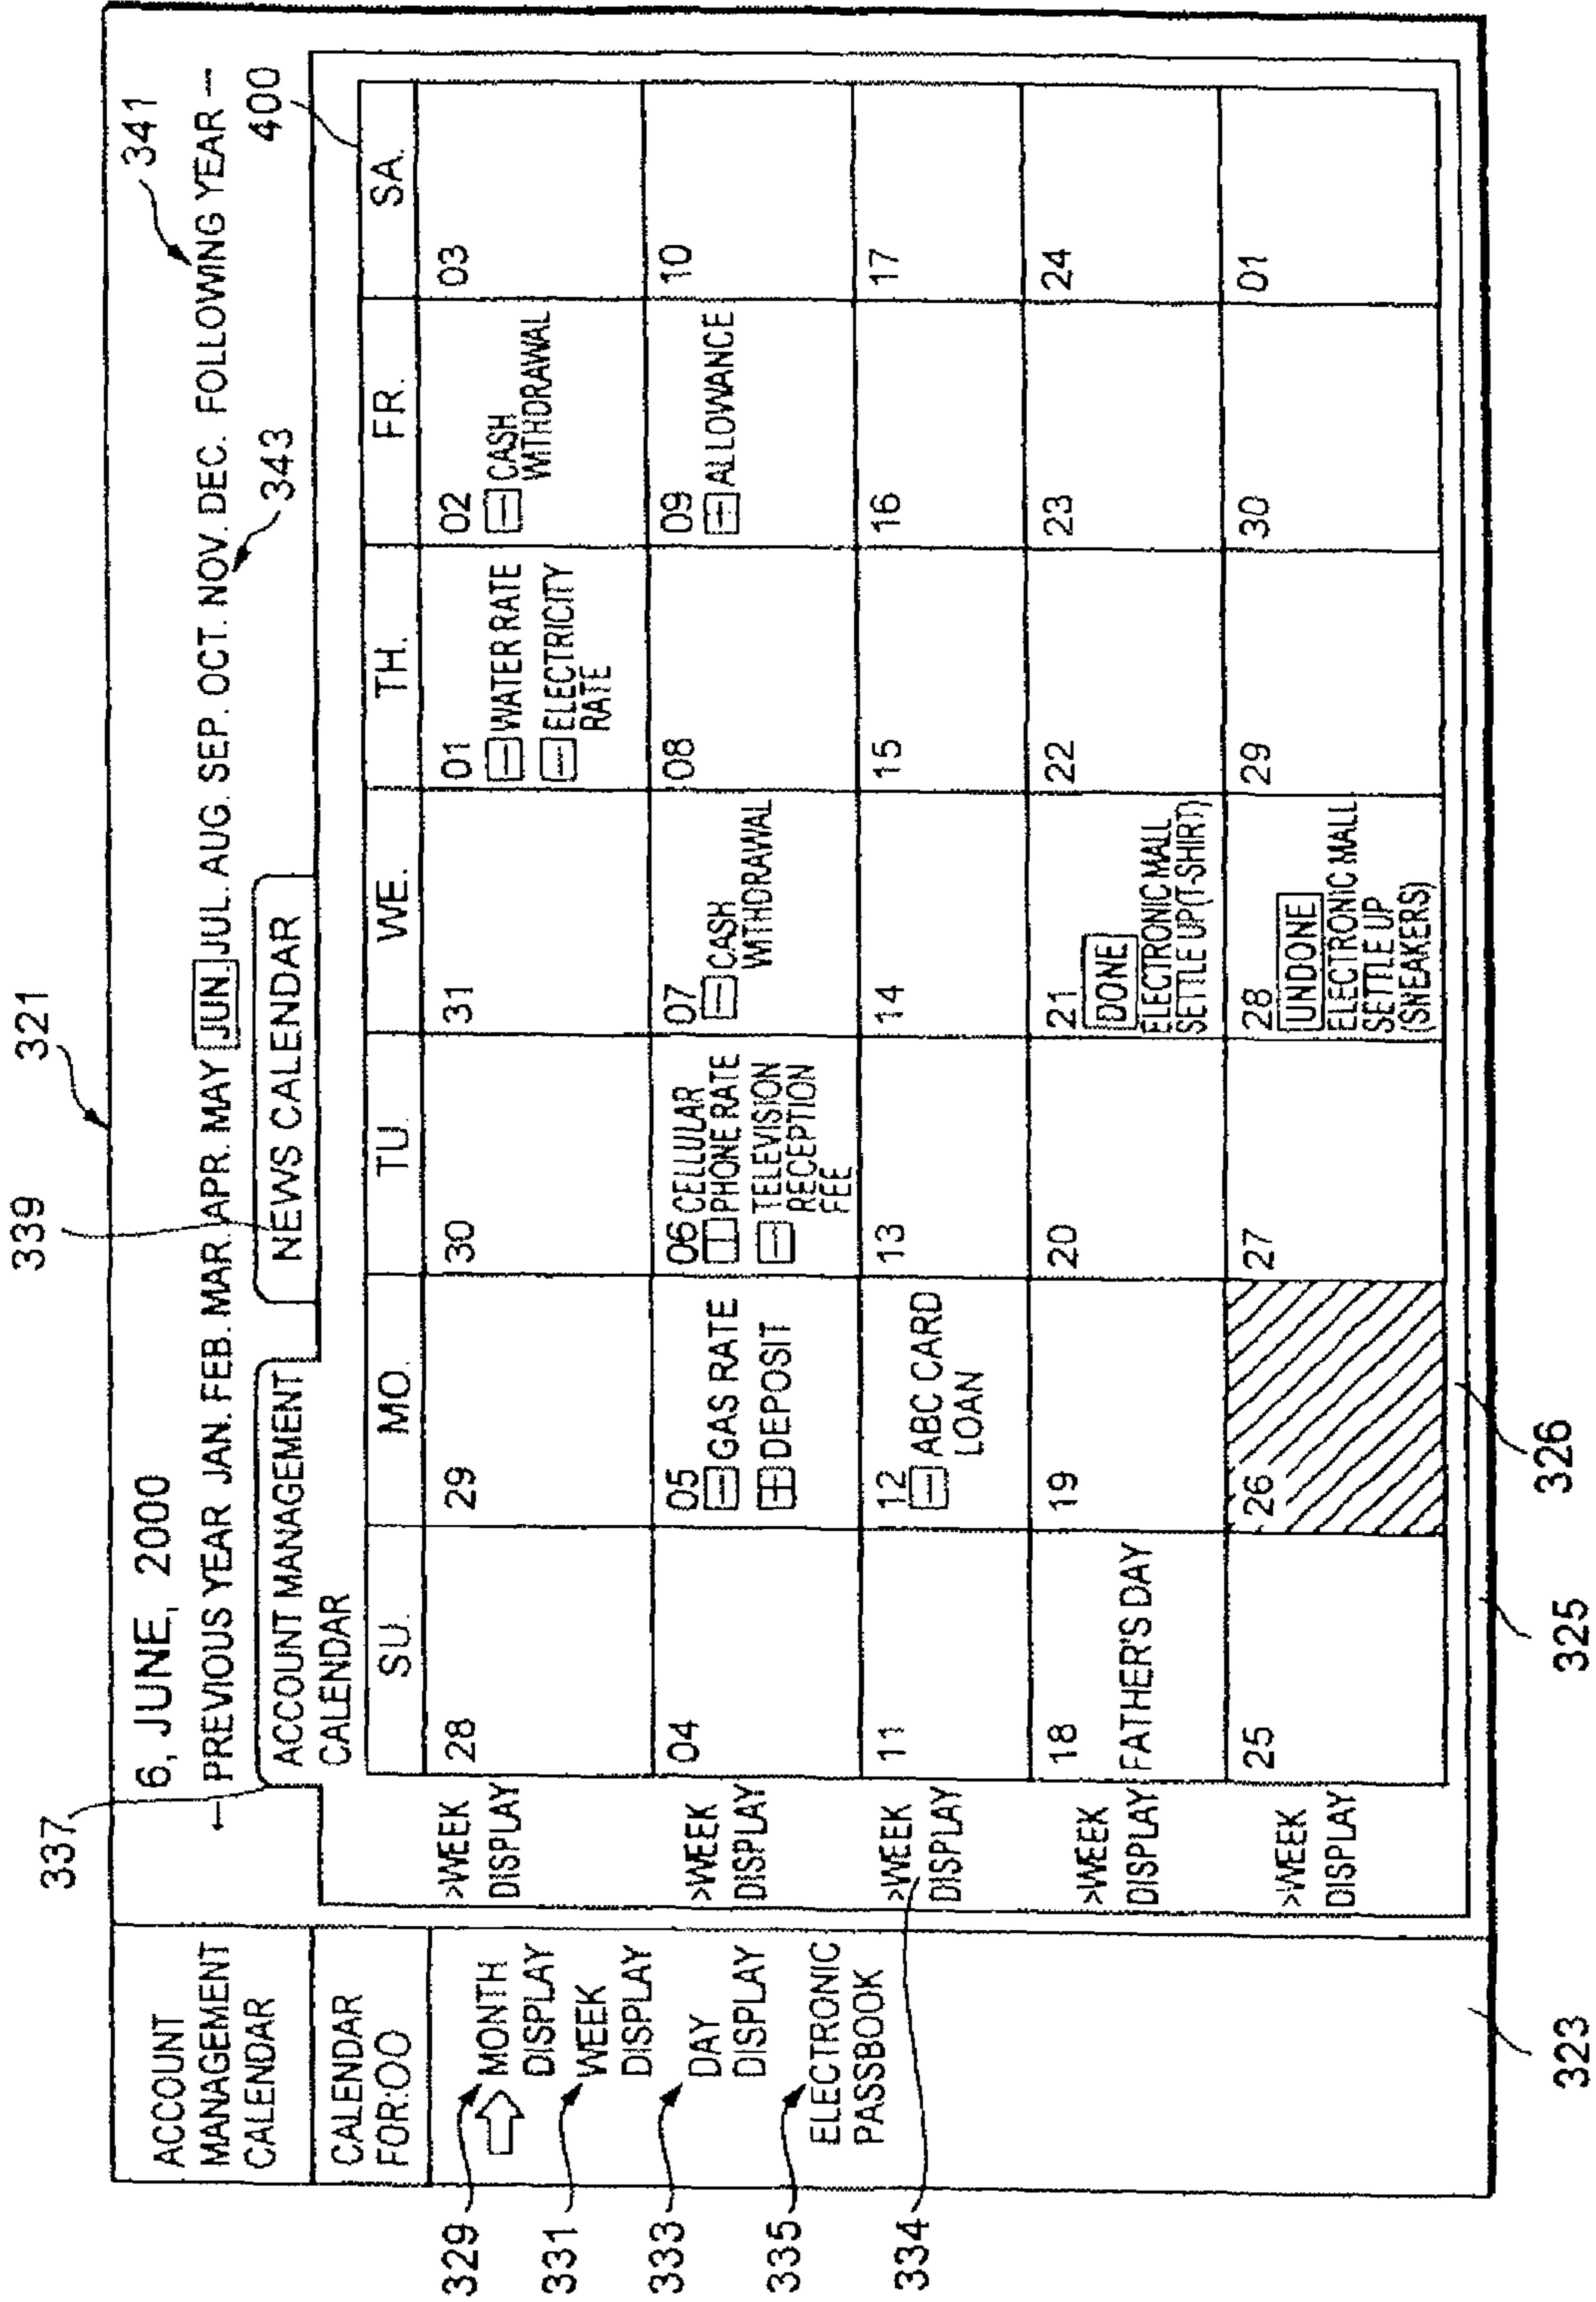 339
321
341
400
343
337
ACCOUNT
MANAGEMENT
CALENDAR
CALENDAR
FOR:OO
MONTH
DISPLAY
WEEK
DISPLAY
DAY
DISPLAY
ELECTRONIC
PASSBOOK
329
331
333
335
334
6, JUNE, 2000
← PREVIOUS YEAR JAN. FEB. MAR. APR. MAY JUN. JUL. AUG. SEP. OCT. NOV. DEC. FOLLOWING YEAR –
ACCOUNT MANAGEMENT
CALENDAR
NEWS CALENDAR
SU. MO. TU. WE. TH. FR. SA.
>WEEK
DISPLAY
28
29
30
31
01
⊟ WATER RATE
⊟ ELECTRICITY
RATE
02
⊟ CASH
WITHDRAWAL
03
>WEEK
DISPLAY
04
05
⊟ GAS RATE
⊞ DEPOSIT
06 CELLULAR
⊟ PHONE RATE
⊟ TELEVISION
RECEPTION
FEE
07
⊟ CASH
WITHDRAWAL
08
09
⊟ ALLOWANCE
10
>WEEK
DISPLAY
11
12
⊟ ABC CARD
LOAN
13
14
15
16
17
>WEEK
DISPLAY
18
FATHER'S DAY
19
20
21
DONE
ELECTRONIC MALL
SETTLE UP(T-SHIRT)
22
23
24
>WEEK
DISPLAY
25
26
27
28
UNDONE
ELECTRONIC MALL
SETTLE UP
(SNEAKERS)
29
30
01
323
325
326